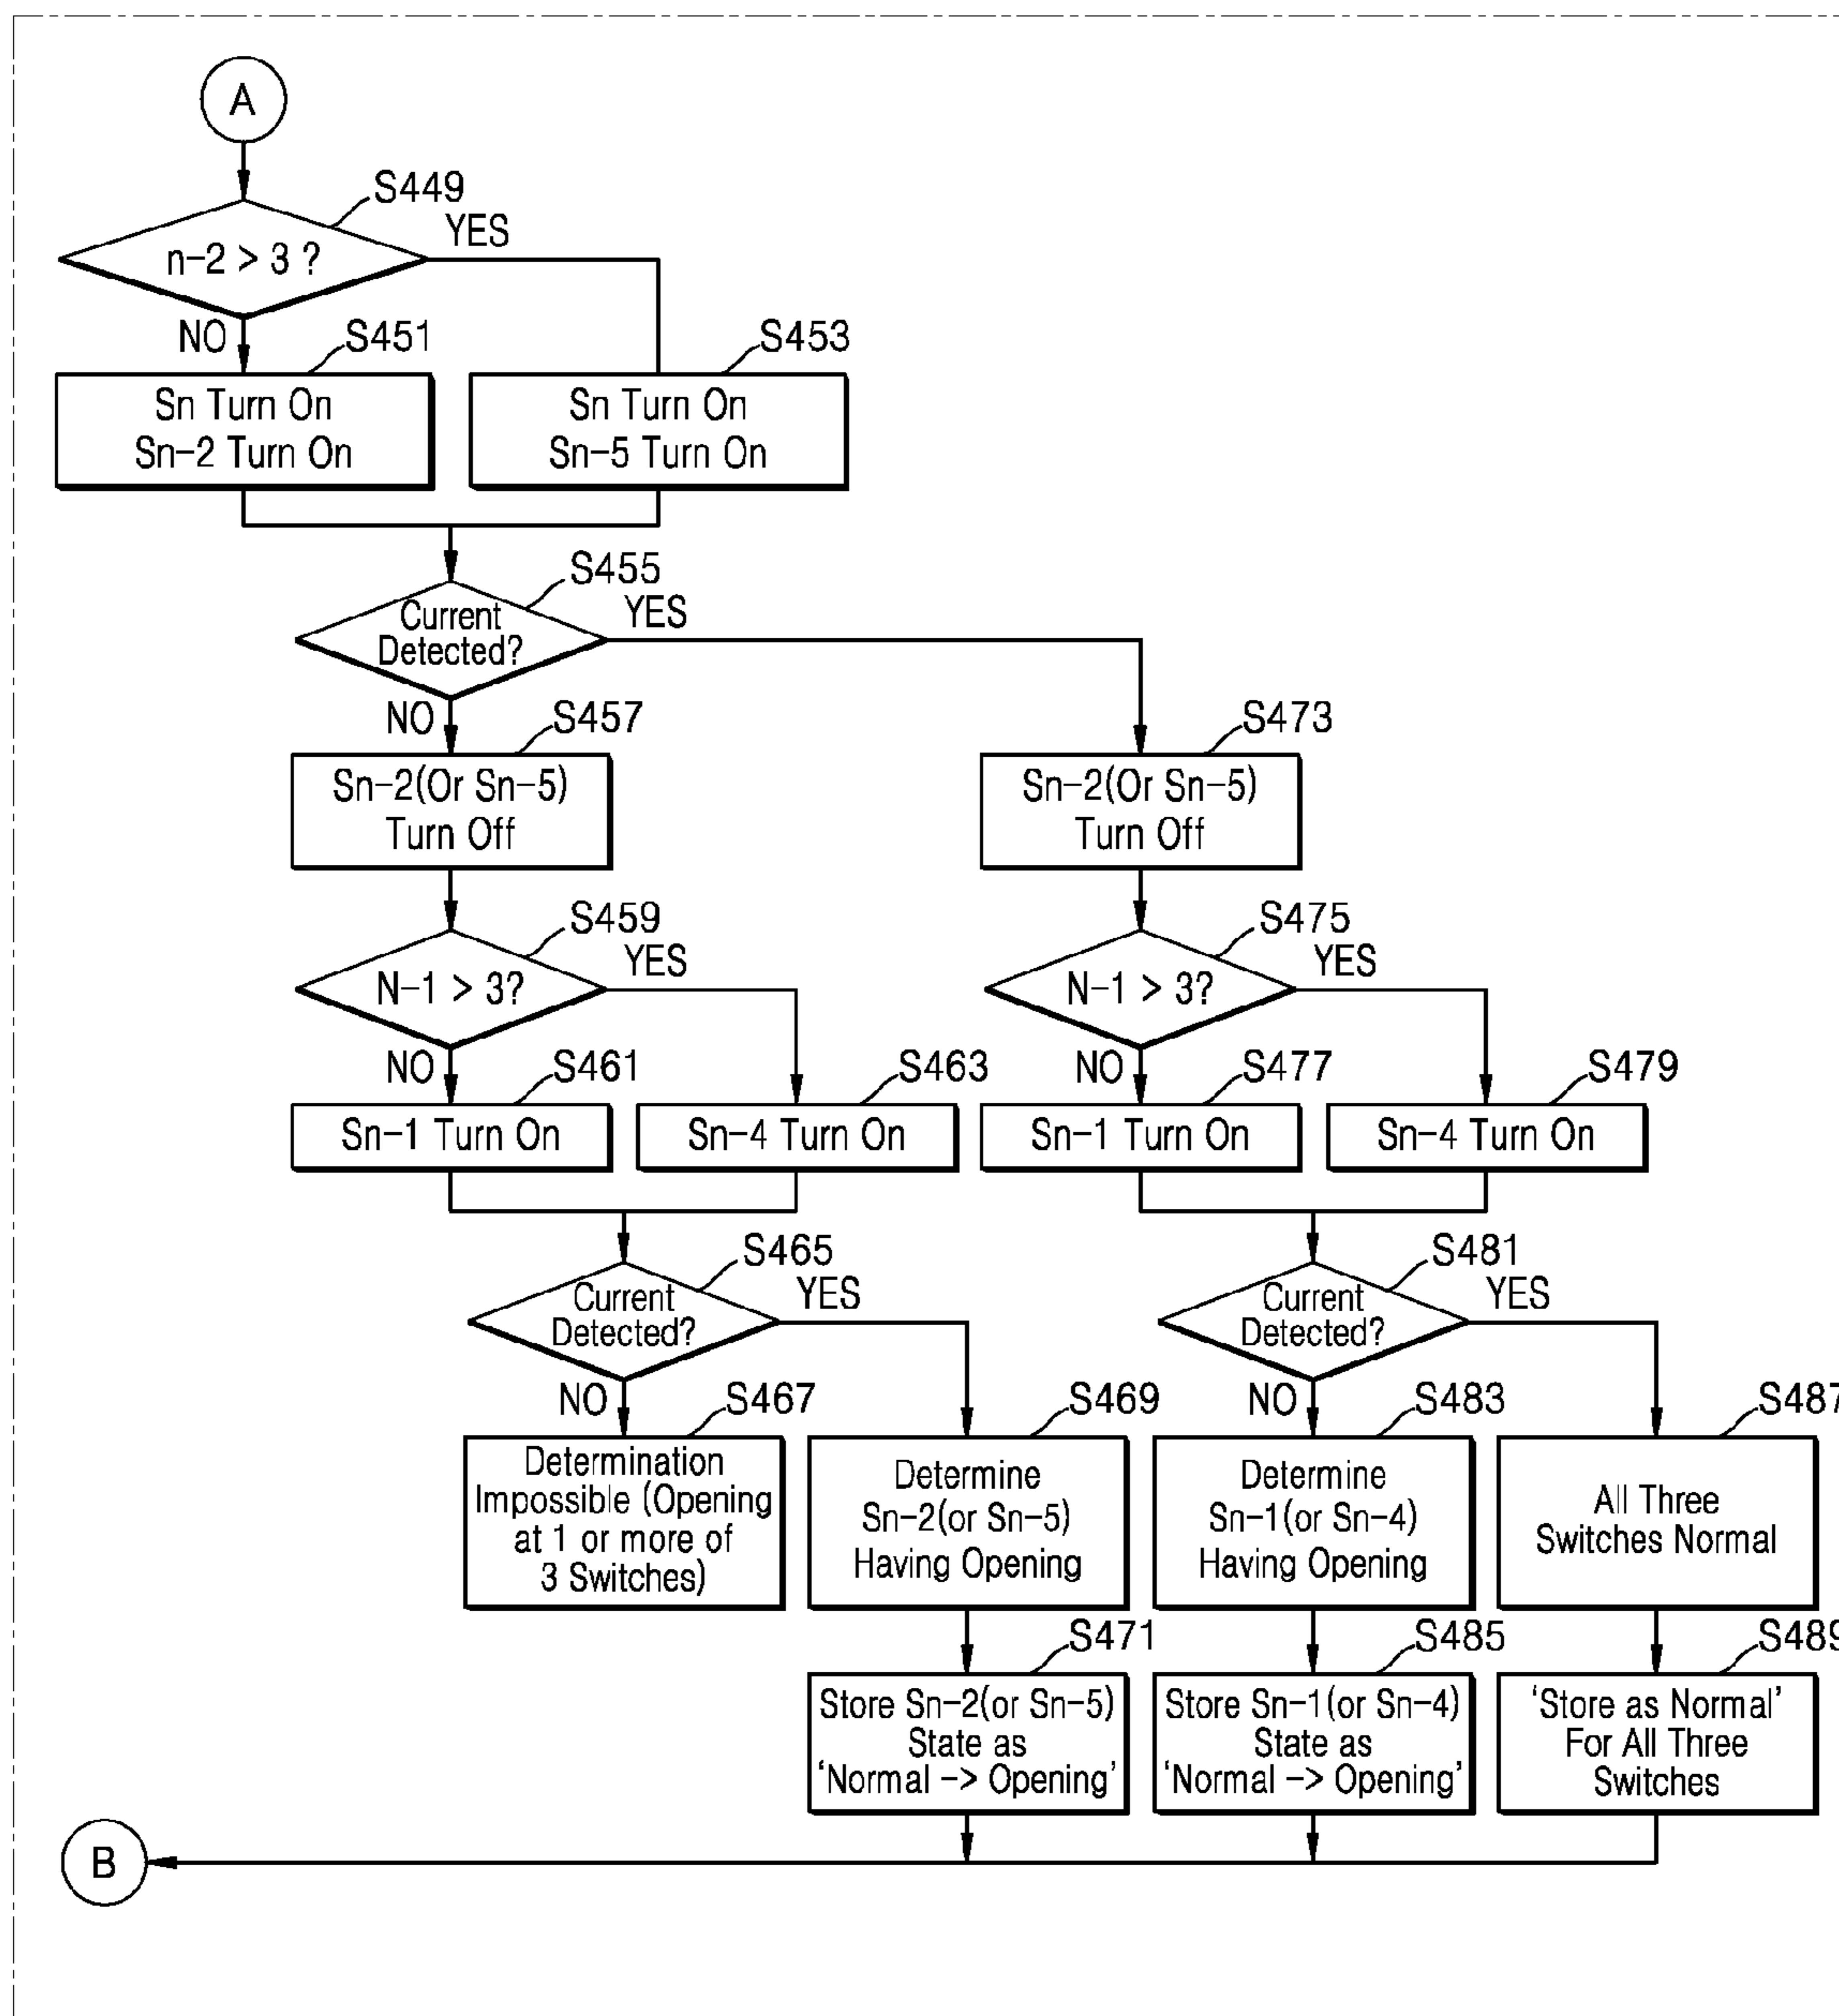 A
S449
YES
n-2 > 3 ?
NO
S451
S453
Sn Turn On
Sn-2 Turn On
Sn Turn On
Sn-5 Turn On
S455
YES
Current
Detected?
NO
S457
S473
Sn-2(Or Sn-5)
Turn Off
Sn-2(Or Sn-5)
Turn Off
S459
YES
S475
YES
N-1 > 3?
N-1 > 3?
NO
S461
S463
NO
S477
S479
Sn-1 Turn On
Sn-4 Turn On
Sn-1 Turn On
Sn-4 Turn On
S465
YES
S481
YES
Current
Detected?
Current
Detected?
NO
S467
S469
NO
S483
S487
Determination
Impossible (Opening
at 1 or more of
3 Switches)
Determine
Sn-2(or Sn-5)
Having Opening
Determine
Sn-1(or Sn-4)
Having Opening
All Three
Switches Normal
S471
S485
S489
Store Sn-2(or Sn-5)
State as
‘Normal -> Opening’
Store Sn-1(or Sn-4)
State as
‘Normal -> Opening’
‘Store as Normal’
For All Three
Switches
B